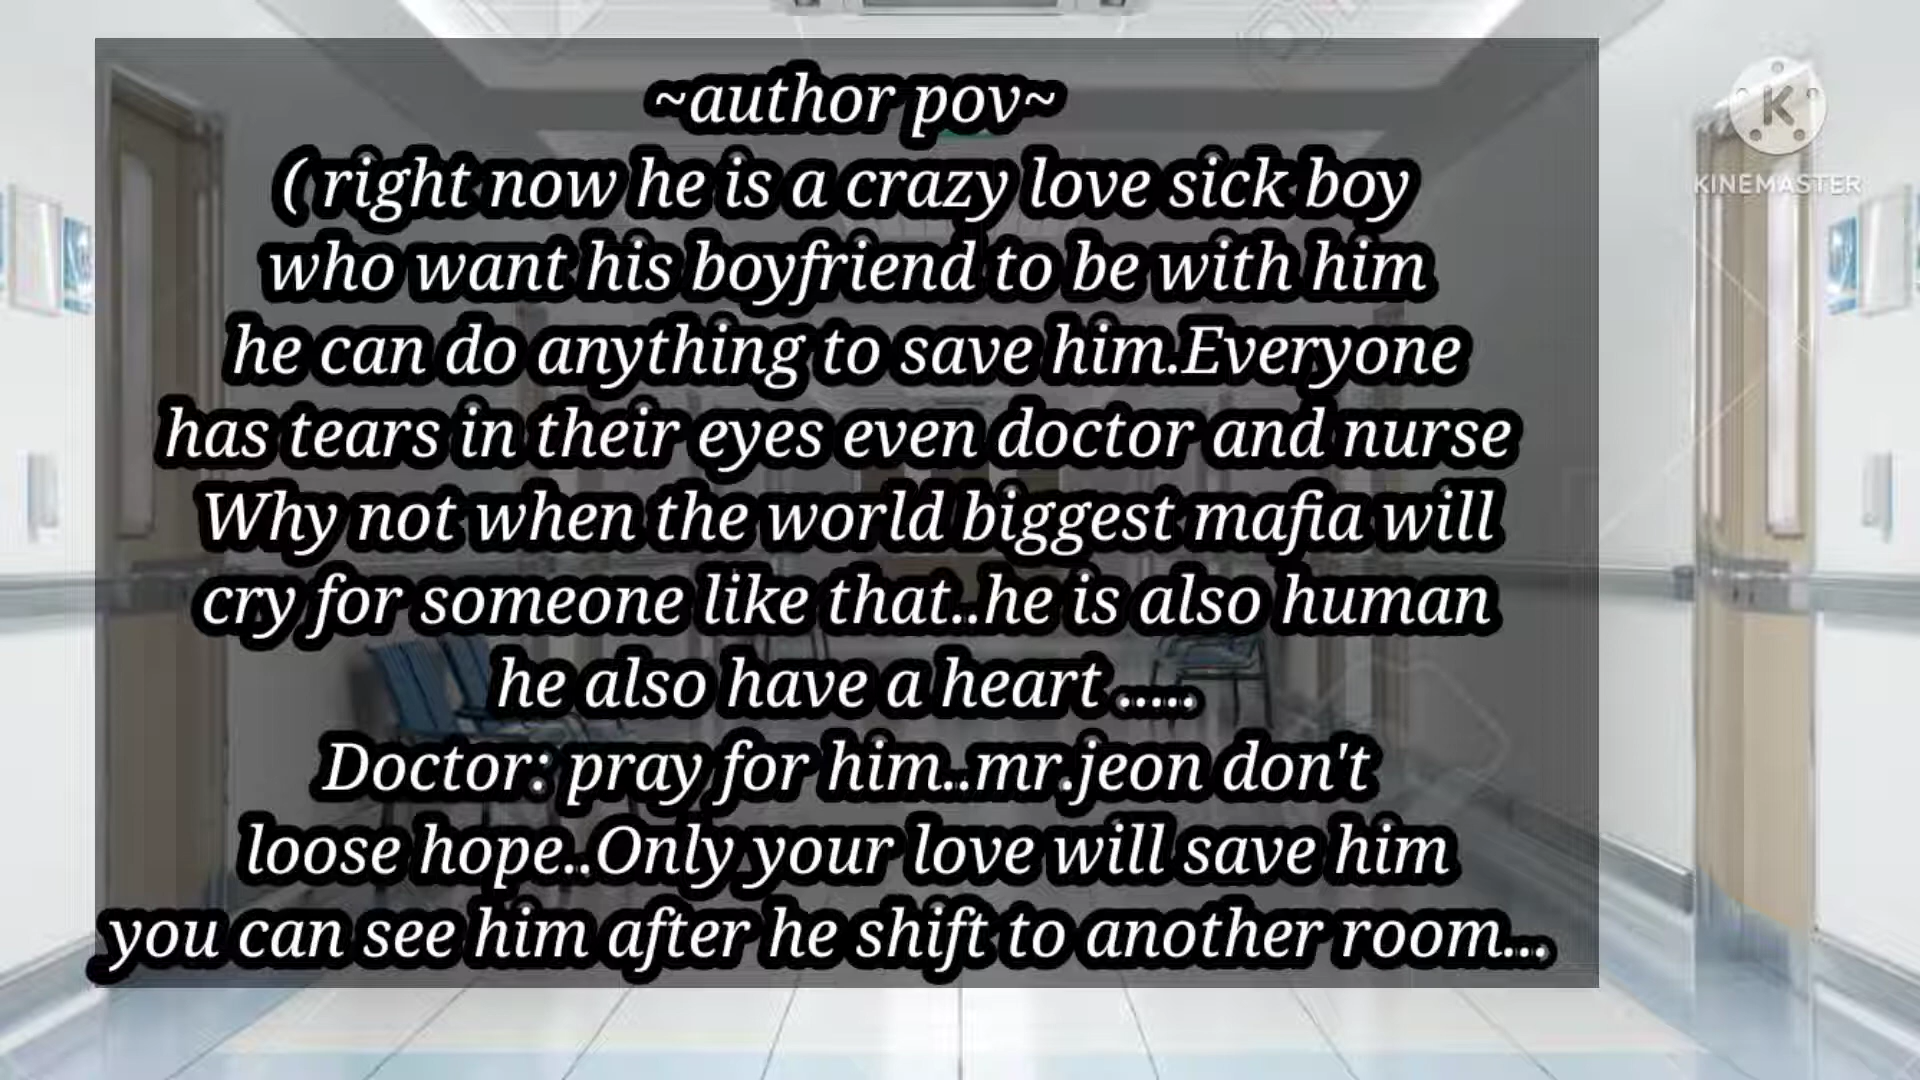 ~author pov~
( right now he is a crazy love sick boy
who want his boyfriend to be with him
he can do anything to save him.Everyone
has tears in their eyes even doctor and nurse
Why not when the world biggest mafia will
cry for someone like that..he is also human
he also have a heart .....
Doctor: pray for him..mr.jeon don't
loose hope..Only your love will save him
you can see him after he shift to another room...
K
KINEMASTER